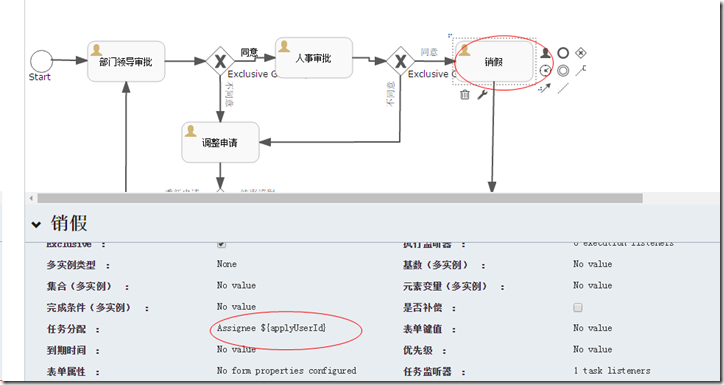 部门领导审批
同意
人事审批
同意
销假
Start
Exclusive G
Exclusive G
不同意
不同意
调整申请
销假
Exclusive :
执行监听器 : 0 execution listeners
多实例类型 : None
基数（多实例） : No value
集合（多实例） : No value
元素变量（多实例） : No value
完成条件（多实例） : No value
是否补偿 :
任务分配 : Assignee ${applyUserId}
表单键值 : No value
到期时间 : No value
优先级 : No value
表单属性 : No form properties configured
任务监听器 : 1 task listeners